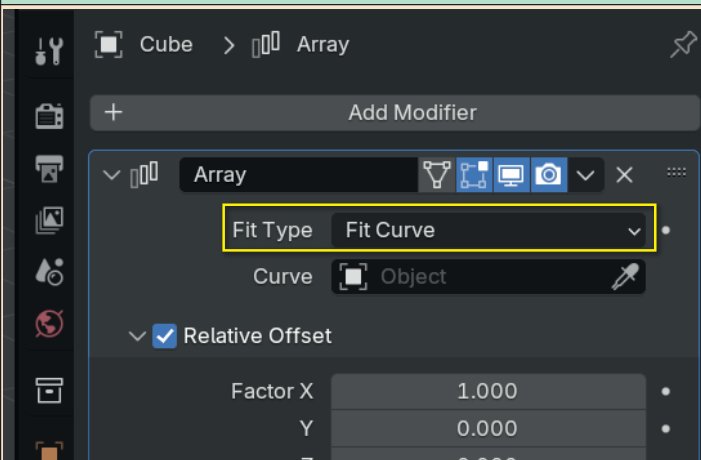 Cube > Array
+ Add Modifier
Array
Fit Type Fit Curve
Curve Object
Relative Offset
Factor X 1.000
Y 0.000